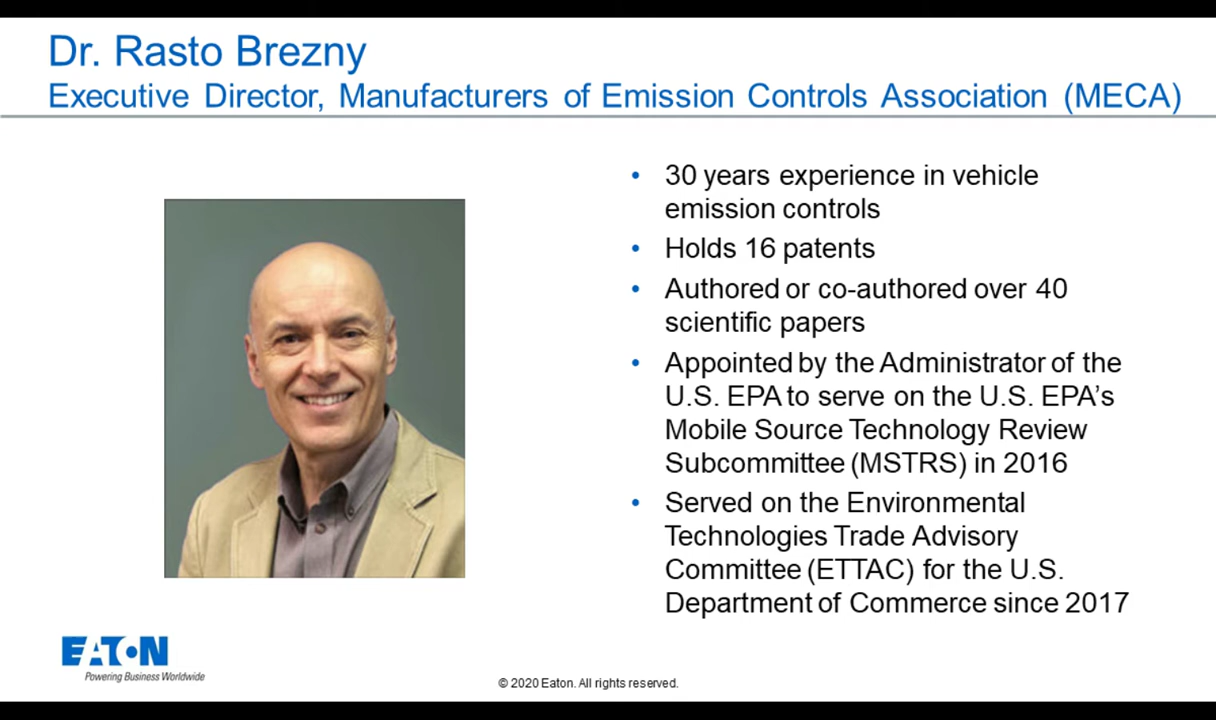 Dr. Rasto Brezny
Executive Director, Manufacturers of Emission Controls Association (MECA)
• 30 years experience in vehicle
emission controls
• Holds 16 patents
• Authored or co-authored over 40
scientific papers
• Appointed by the Administrator of the
U.S. EPA to serve on the U.S. EPA’s
Mobile Source Technology Review
Subcommittee (MSTRS) in 2016
• Served on the Environmental
Technologies Trade Advisory
Committee (ETTAC) for the U.S.
Department of Commerce since 2017
EATON
Powering Business Worldwide
© 2020 Eaton. All rights reserved.